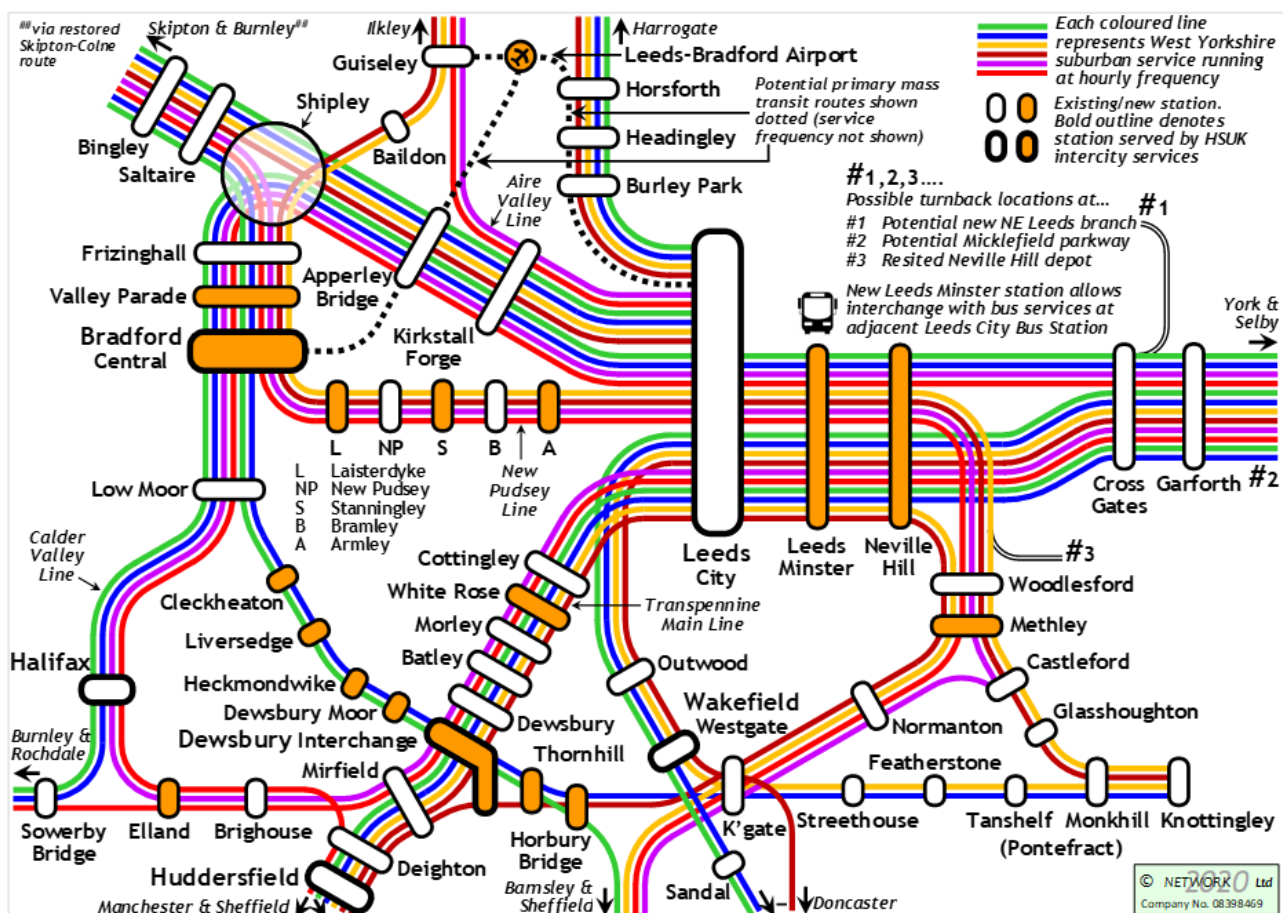 ## via restored
Skipton-Colne
route
Skipton & Burnley##
Ilkley
Harrogate
Guiseley
Leeds-Bradford Airport
Each coloured line
represents West Yorkshire
suburban service running
at hourly frequency
Existing/new station.
Bold outline denotes
station served by HSUK
intercity services
Shipley
Bingley
Saltaire
Baildon
Horsforth
Headingley
Burley Park
Potential primary mass
transit routes shown
dotted (service
frequency not shown)
Aire
Valley
Line
#1,2,3....
Possible turnback locations at...
#1 Potential new NE Leeds branch
#2 Potential Micklefield parkway
#3 Resited Neville Hill depot
#1
New Leeds Minster station allows
interchange with bus services at
adjacent Leeds City Bus Station
York &
Selby
Frizinghall
Valley Parade
Bradford
Central
Apperley
Bridge
Kirkstall
Forge
L NP S B A
L Laisterdyke
NP New Pudsey
S Stanningley
B Bramley
A Armley
New
Pudsey
Line
Low Moor
Calder
Valley
Line
Cleckheaton
Liversedge
Heckmondwike
Dewsbury Moor
Dewsbury Interchange
Halifax
Burnley &
Rochdale
Sowerby
Bridge
Elland
Brighouse
Mirfield
Deighton
Huddersfield
Manchester & Sheffield
Cottingley
White Rose
Morley
Batley
Dewsbury
Transpennine
Main Line
Leeds
City
Leeds
Minster
Neville
Hill
Cross
Gates
Garforth
#2
#3
Woodlesford
Methley
Castleford
Glasshoughton
Normanton
Outwood
Wakefield
Westgate
K'gate
Thornhill
Horbury
Bridge
Barnsley &
Sheffield
Sandal
Doncaster
Featherstone
Streethouse
Tanshelf Monkhill
(Pontefract)
Knottingley
© NETWORK 2020 Ltd
Company No. 08398469